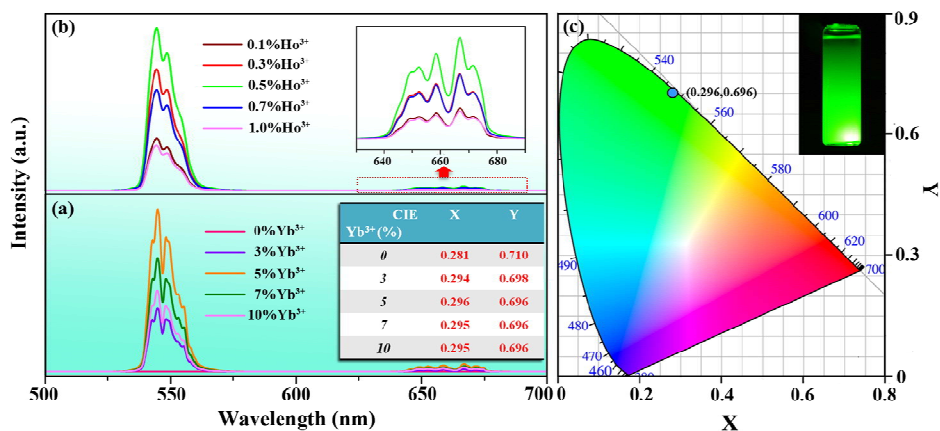 (b)
0.1%Ho³⁺
0.3%Ho³⁻
0.5%Ho³⁺
0.7%Ho³⁺
1.0%Ho³⁺
640 660 680
(a)
0%Yb³⁺
3%Yb³⁺
5%Yb³⁺
7%Yb³⁺
10%Yb³⁺
CIE X Y
Yb³⁺(%)
0 0.281 0.710
3 0.294 0.698
5 0.296 0.696
7 0.295 0.696
10 0.295 0.696
500 550 600 650 700
Wavelength (nm)
Intensity (a.u.)
(c)
540
(0.296,0.696)
560
580
600
620
700
490
480
470
460
0.9
0.6
0.3
0
Y
0 0.2 0.4 0.6 0.8
X